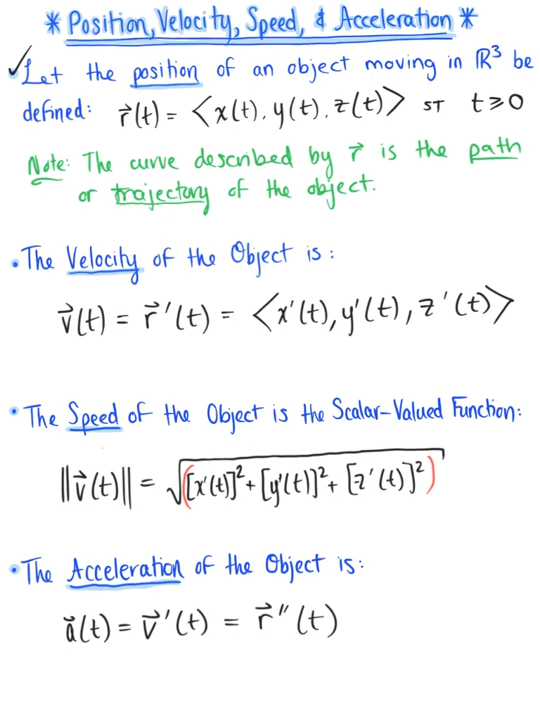 * Position, Velocity, Speed, & Acceleration *
✓Let the position of an object moving in ℝ³ be
defined: r⃗(t) = ⟨x(t), y(t), z(t)⟩ ST t ≥ 0
Note: The curve described by r⃗ is the path
or trajectory of the object.
• The Velocity of the Object is:
v⃗(t) = r⃗'(t) = ⟨x'(t), y'(t), z'(t)⟩
• The Speed of the Object is the Scalar-Valued Function:
||v⃗(t)|| = √([x'(t)]² + [y'(t)]² + [z'(t)]²)
• The Acceleration of the Object is:
a⃗(t) = v⃗'(t) = r⃗''(t)